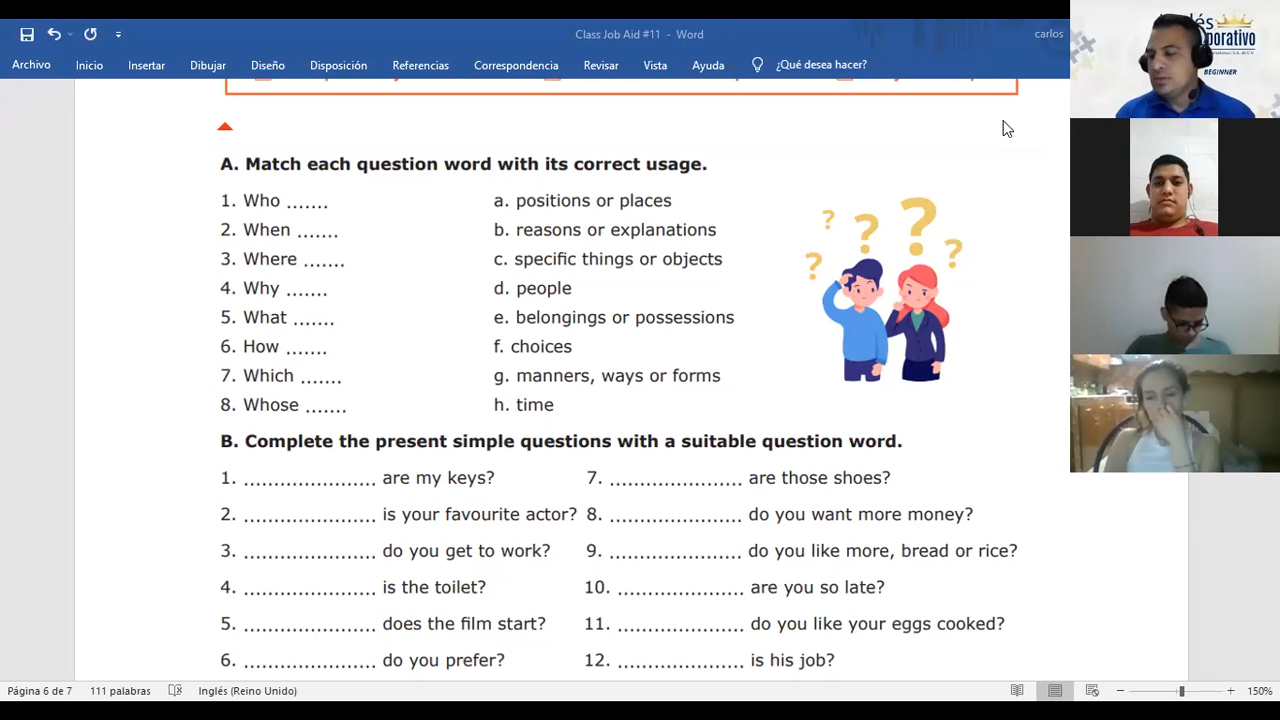 Class Job Aid #11 - Word
carlos
Archivo Inicio Insertar Dibujar Diseño Disposición Referencias Correspondencia Revisar Vista Ayuda ¿Qué desea hacer?
BEGINNER
A. Match each question word with its correct usage.
1. Who ....... a. positions or places
2. When ....... b. reasons or explanations
3. Where ....... c. specific things or objects
4. Why ....... d. people
5. What ....... e. belongings or possessions
6. How ....... f. choices
7. Which ....... g. manners, ways or forms
8. Whose ....... h. time
B. Complete the present simple questions with a suitable question word.
1. ...................... are my keys? 7. ...................... are those shoes?
2. ...................... is your favourite actor? 8. ...................... do you want more money?
3. ...................... do you get to work? 9. ...................... do you like more, bread or rice?
4. ...................... is the toilet? 10. ..................... are you so late?
5. ...................... does the film start? 11. ..................... do you like your eggs cooked?
6. ...................... do you prefer? 12. ..................... is his job?
Página 6 de 7 111 palabras Inglés (Reino Unido) 150%